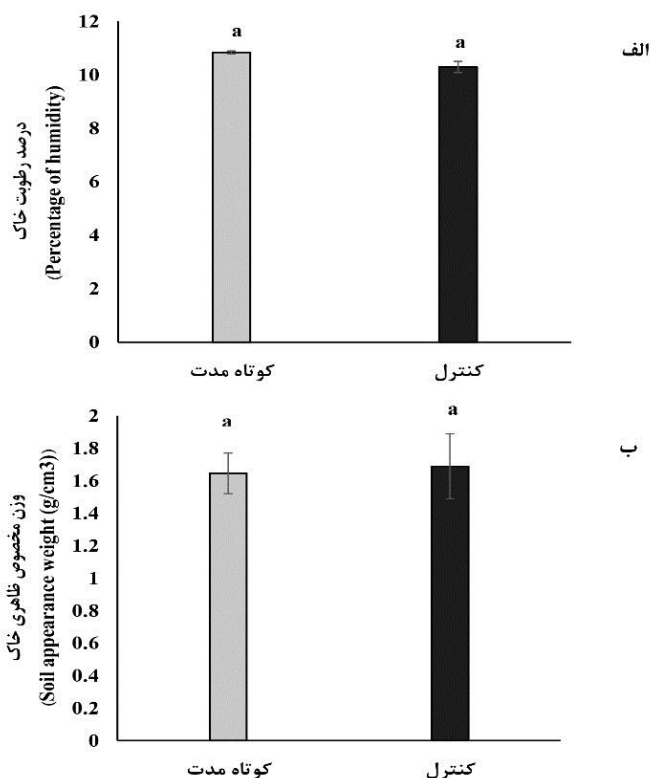 الف
درصد رطوبت خاک
(Percentage of humidity)
12
10
8
6
4
2
0
a
a
کوتاه مدت
کنترل
ب
وزن مخصوص ظاهری خاک
(Soil appearance weight (g/cm3))
2
1.8
1.6
1.4
1.2
1
0.8
0.6
0.4
0.2
0
a
a
کوتاه مدت
کنترل